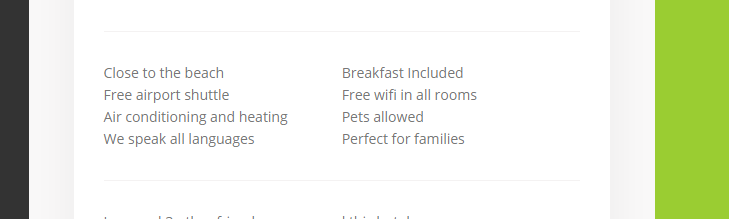 Close to the beach
Free airport shuttle
Air conditioning and heating
We speak all languages
Breakfast Included
Free wifi in all rooms
Pets allowed
Perfect for families